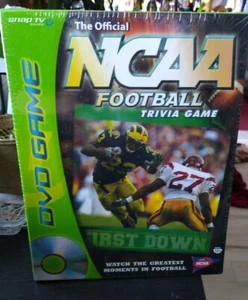 snap TV
The Official
NCAA
FOOTBALL
TRIVIA GAME
DVD GAME
27
IRST DOWN
WATCH THE GREATEST
MOMENTS IN FOOTBALL
NCAA